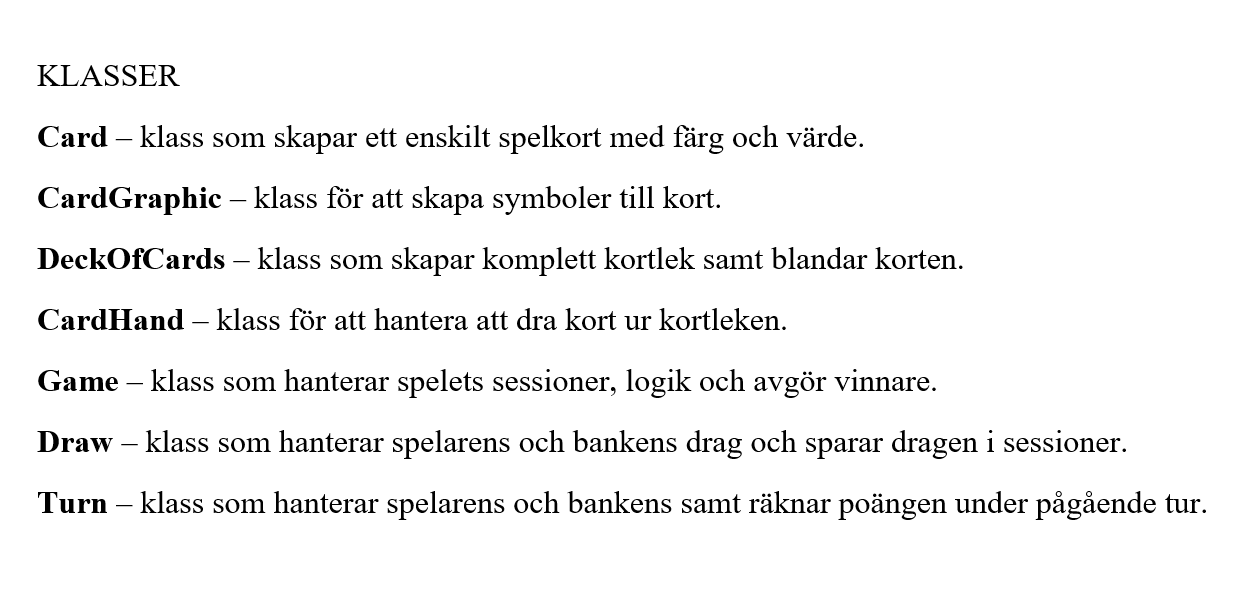 KLASSER
Card – klass som skapar ett enskilt spelkort med färg och värde.
CardGraphic – klass för att skapa symboler till kort.
DeckOfCards – klass som skapar komplett kortlek samt blandar korten.
CardHand – klass för att hantera att dra kort ur kortleken.
Game – klass som hanterar spelets sessioner, logik och avgör vinnare.
Draw – klass som hanterar spelarens och bankens drag och sparar dragen i sessioner.
Turn – klass som hanterar spelarens och bankens samt räknar poängen under pågående tur.